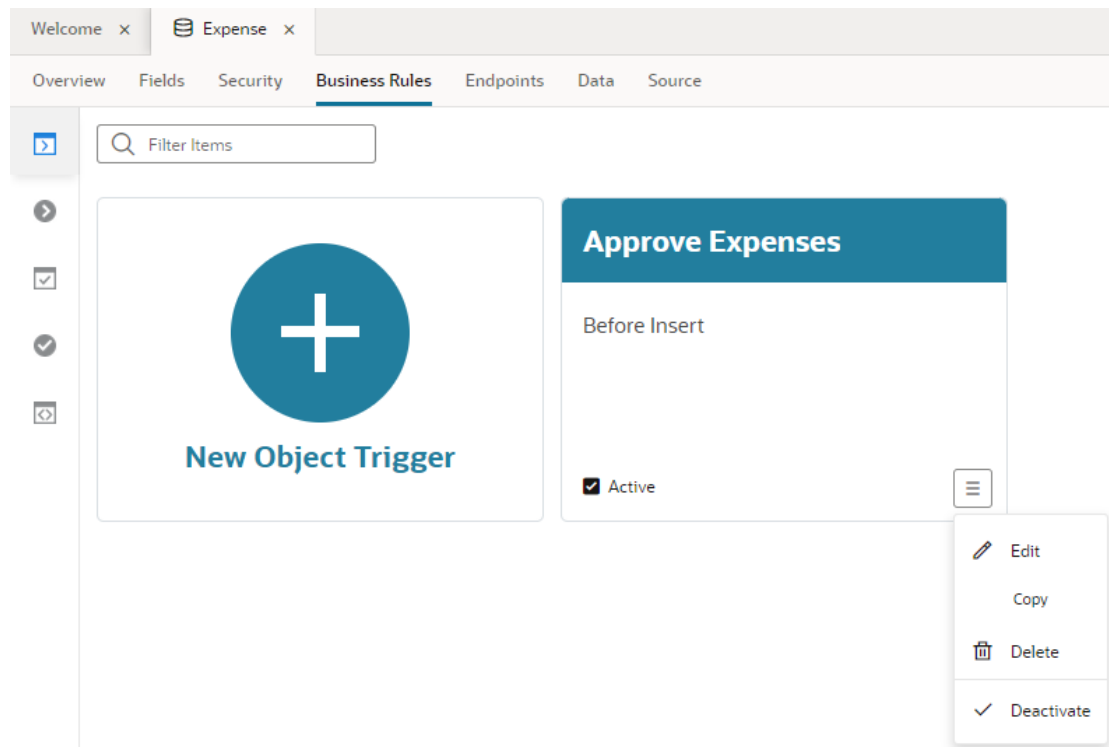 Welcome × Expense ×
Overview Fields Security Business Rules Endpoints Data Source
Filter Items
Approve Expenses
Before Insert
New Object Trigger
Active
Edit
Copy
Delete
Deactivate